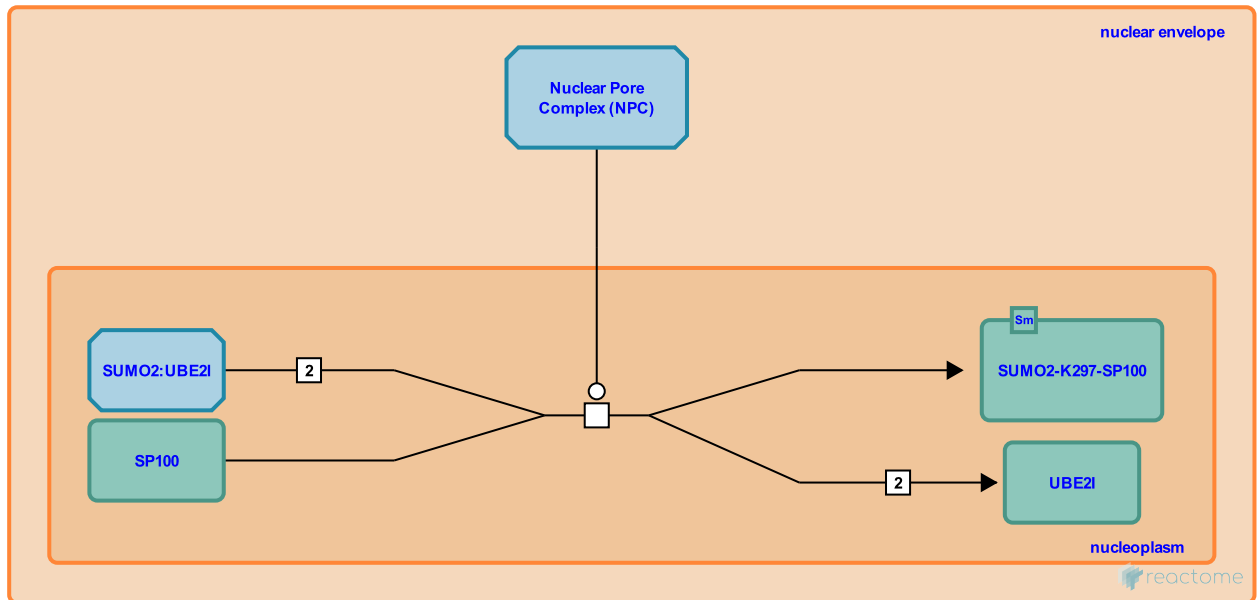 nuclear envelope
Nuclear Pore
Complex (NPC)
Sm
SUMO2:UBE2I
2
SUMO2-K297-SP100
SP100
2
UBE2I
nucleoplasm
reactome